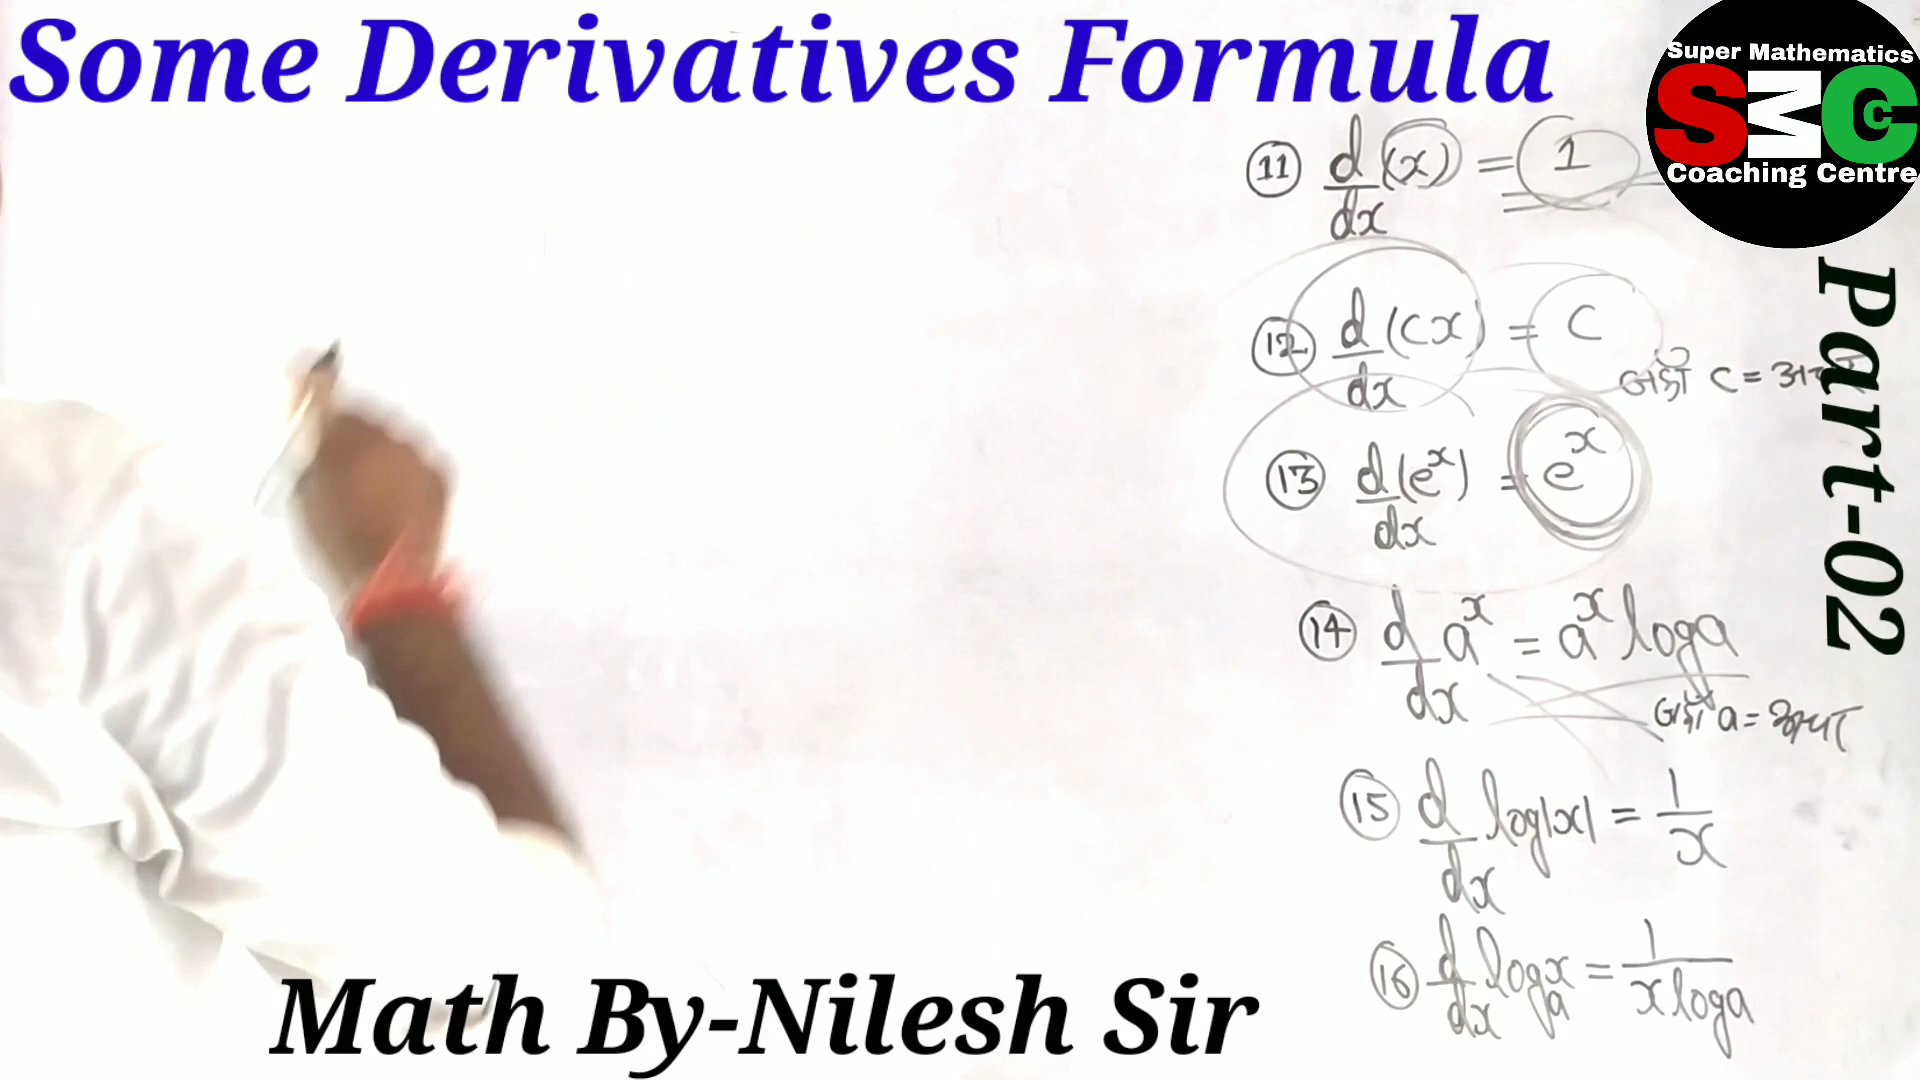 Some Derivatives Formula
Super Mathematics
SMC
C
Coaching Centre
Part-02
11 d/dx (x) = 1
12 d/dx (cx) = c
जहाँ c =
13 d/dx (e^x) = e^x
14 d/dx a^x = a^x log a
जहाँ a = अचर
15 d/dx log|x| = 1/x
16 d/dx log_a x = 1/(x log a)
Math By-Nilesh Sir